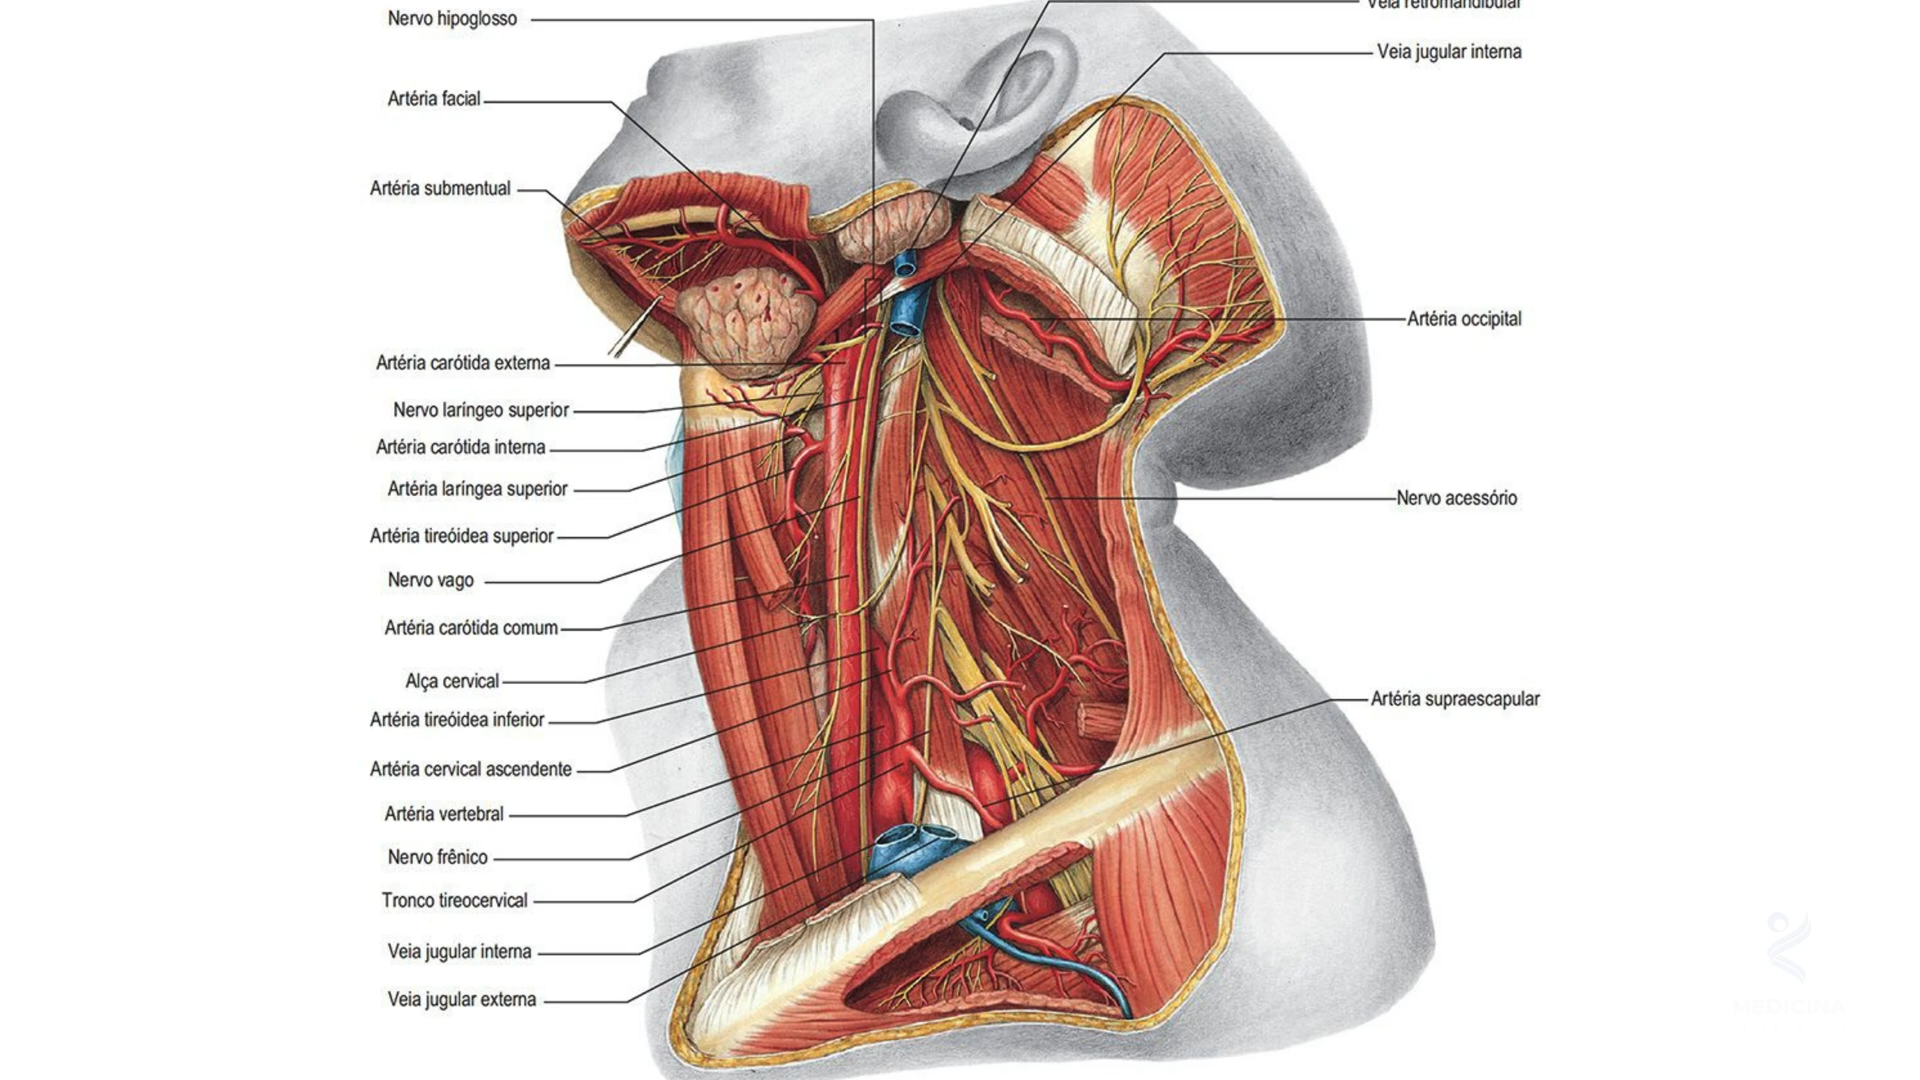 Nervo hipoglosso
Artéria facial
Artéria submentual
Artéria carótida externa
Nervo laríngeo superior
Artéria carótida interna
Artéria laríngea superior
Artéria tireóidea superior
Nervo vago
Artéria carótida comum
Alça cervical
Artéria tireóidea inferior
Artéria cervical ascendente
Artéria vertebral
Nervo frênico
Tronco tireocervical
Veia jugular interna
Veia jugular externa
Veia retromandibular
Veia jugular interna
Artéria occipital
Nervo acessório
Artéria supraescapular
MEDICINA